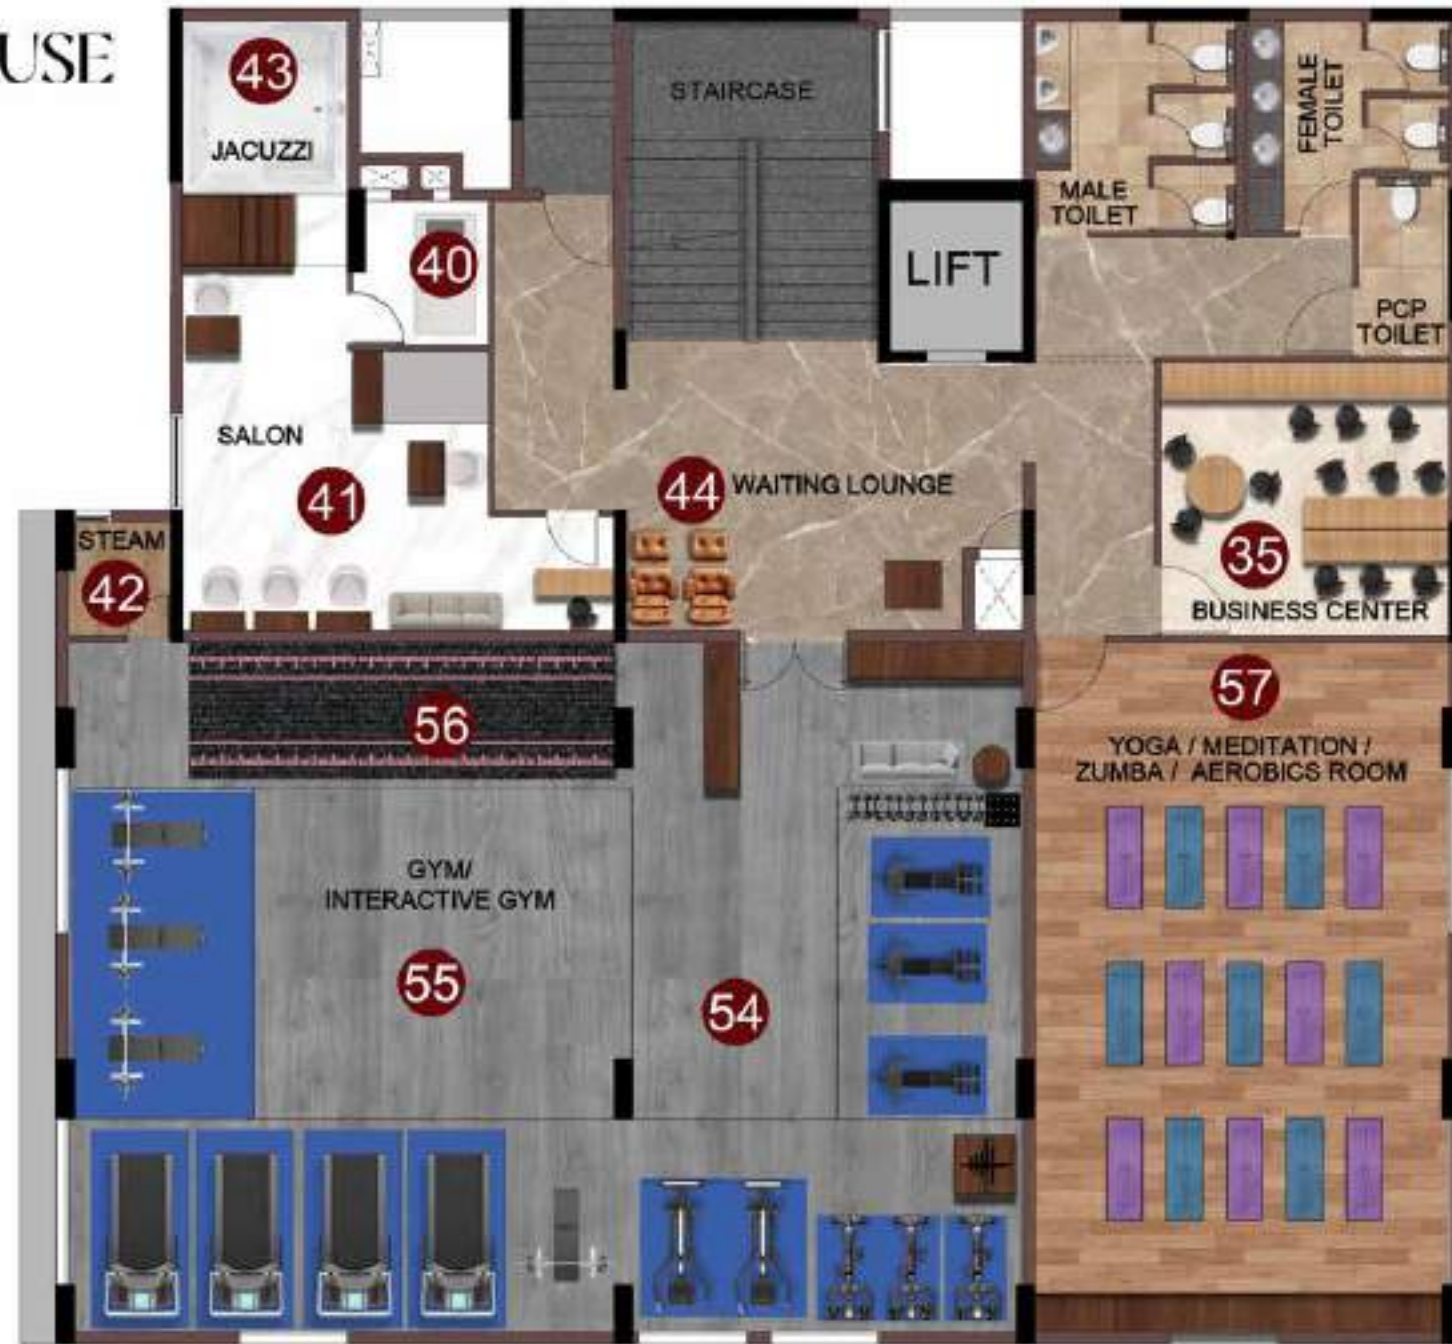 USE
43
JACUZZI
STAIRCASE
FEMALE
TOILET
MALE
TOILET
40
LIFT
PCP
TOILET
SALON
41
44 WAITING LOUNGE
STEAM
42
35
BUSINESS CENTER
56
57
YOGA / MEDITATION /
ZUMBA / AEROBICS ROOM
GYM/
INTERACTIVE GYM
55
54